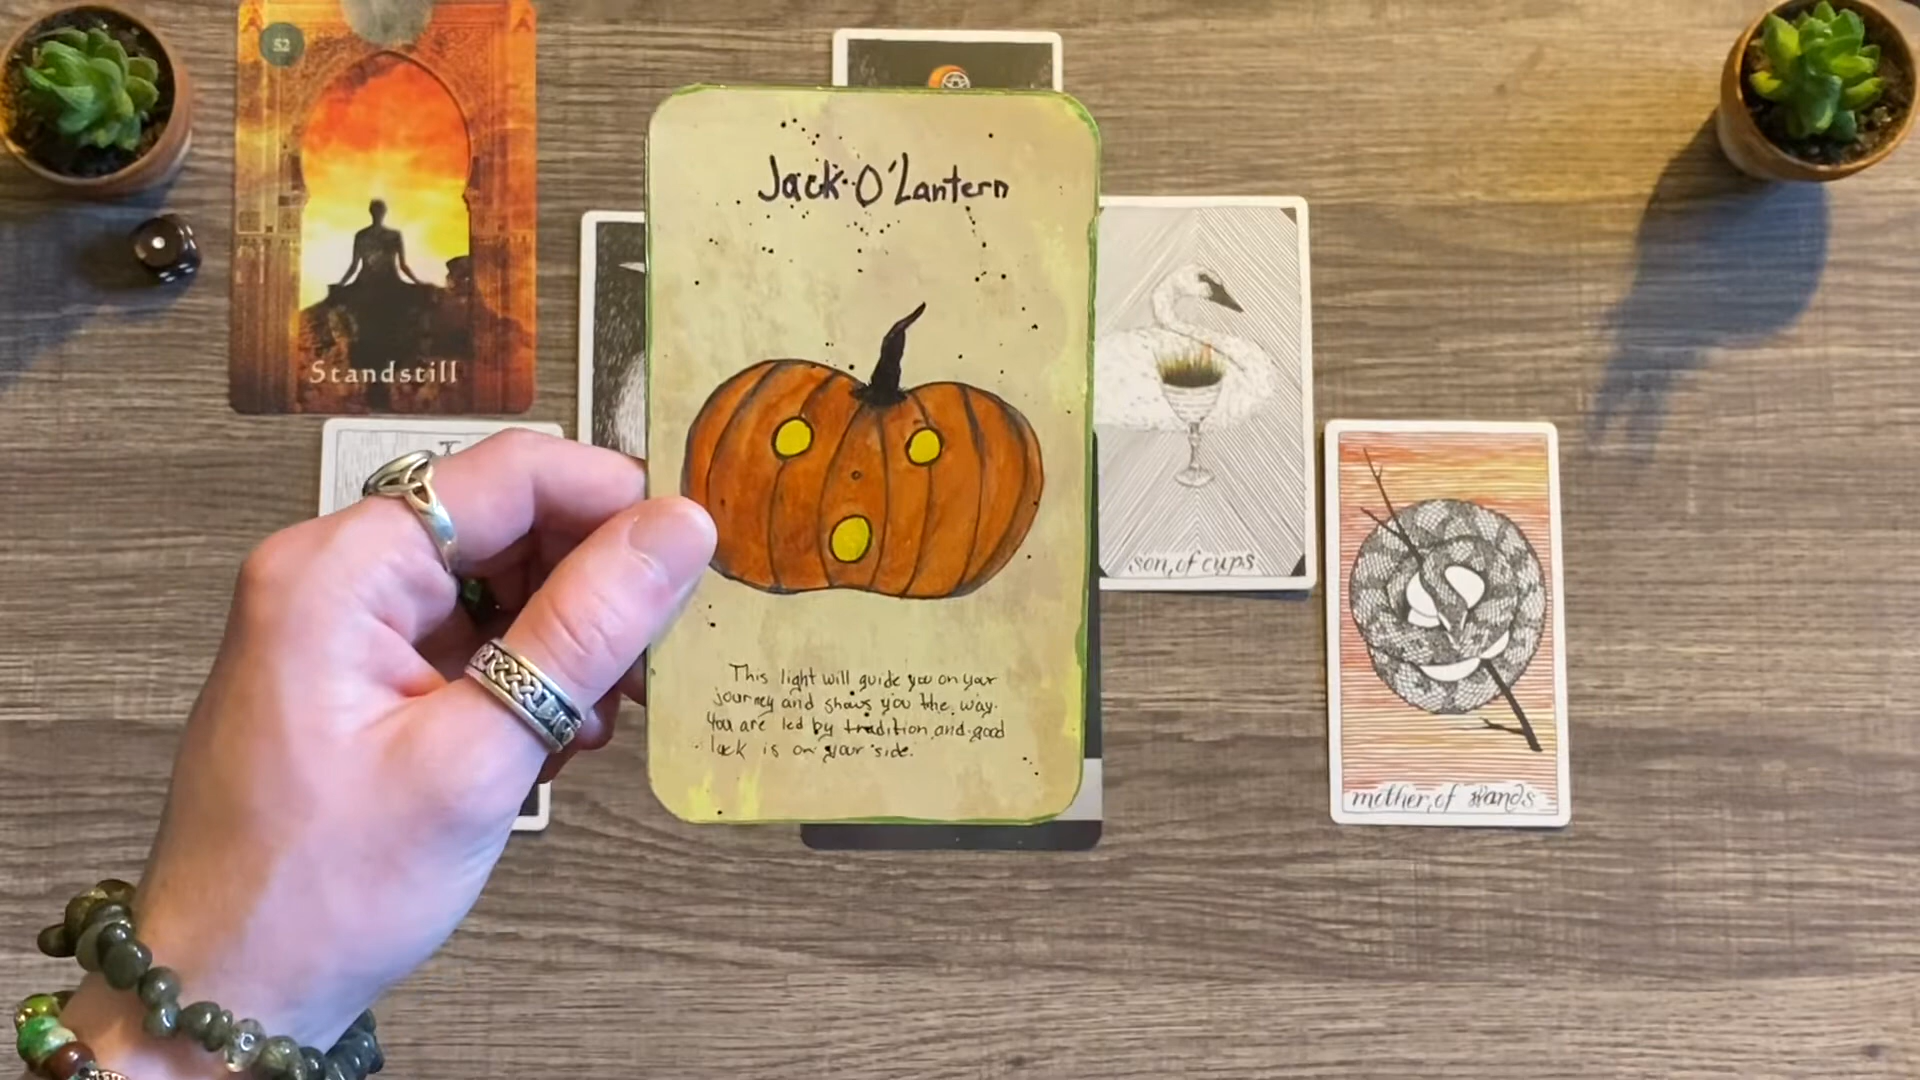 52
Standstill
Jack-O'Lantern
This light will guide you on your
journey and shows you the way.
You are led by tradition and good
luck is on your side.
son of cups
mother of wands